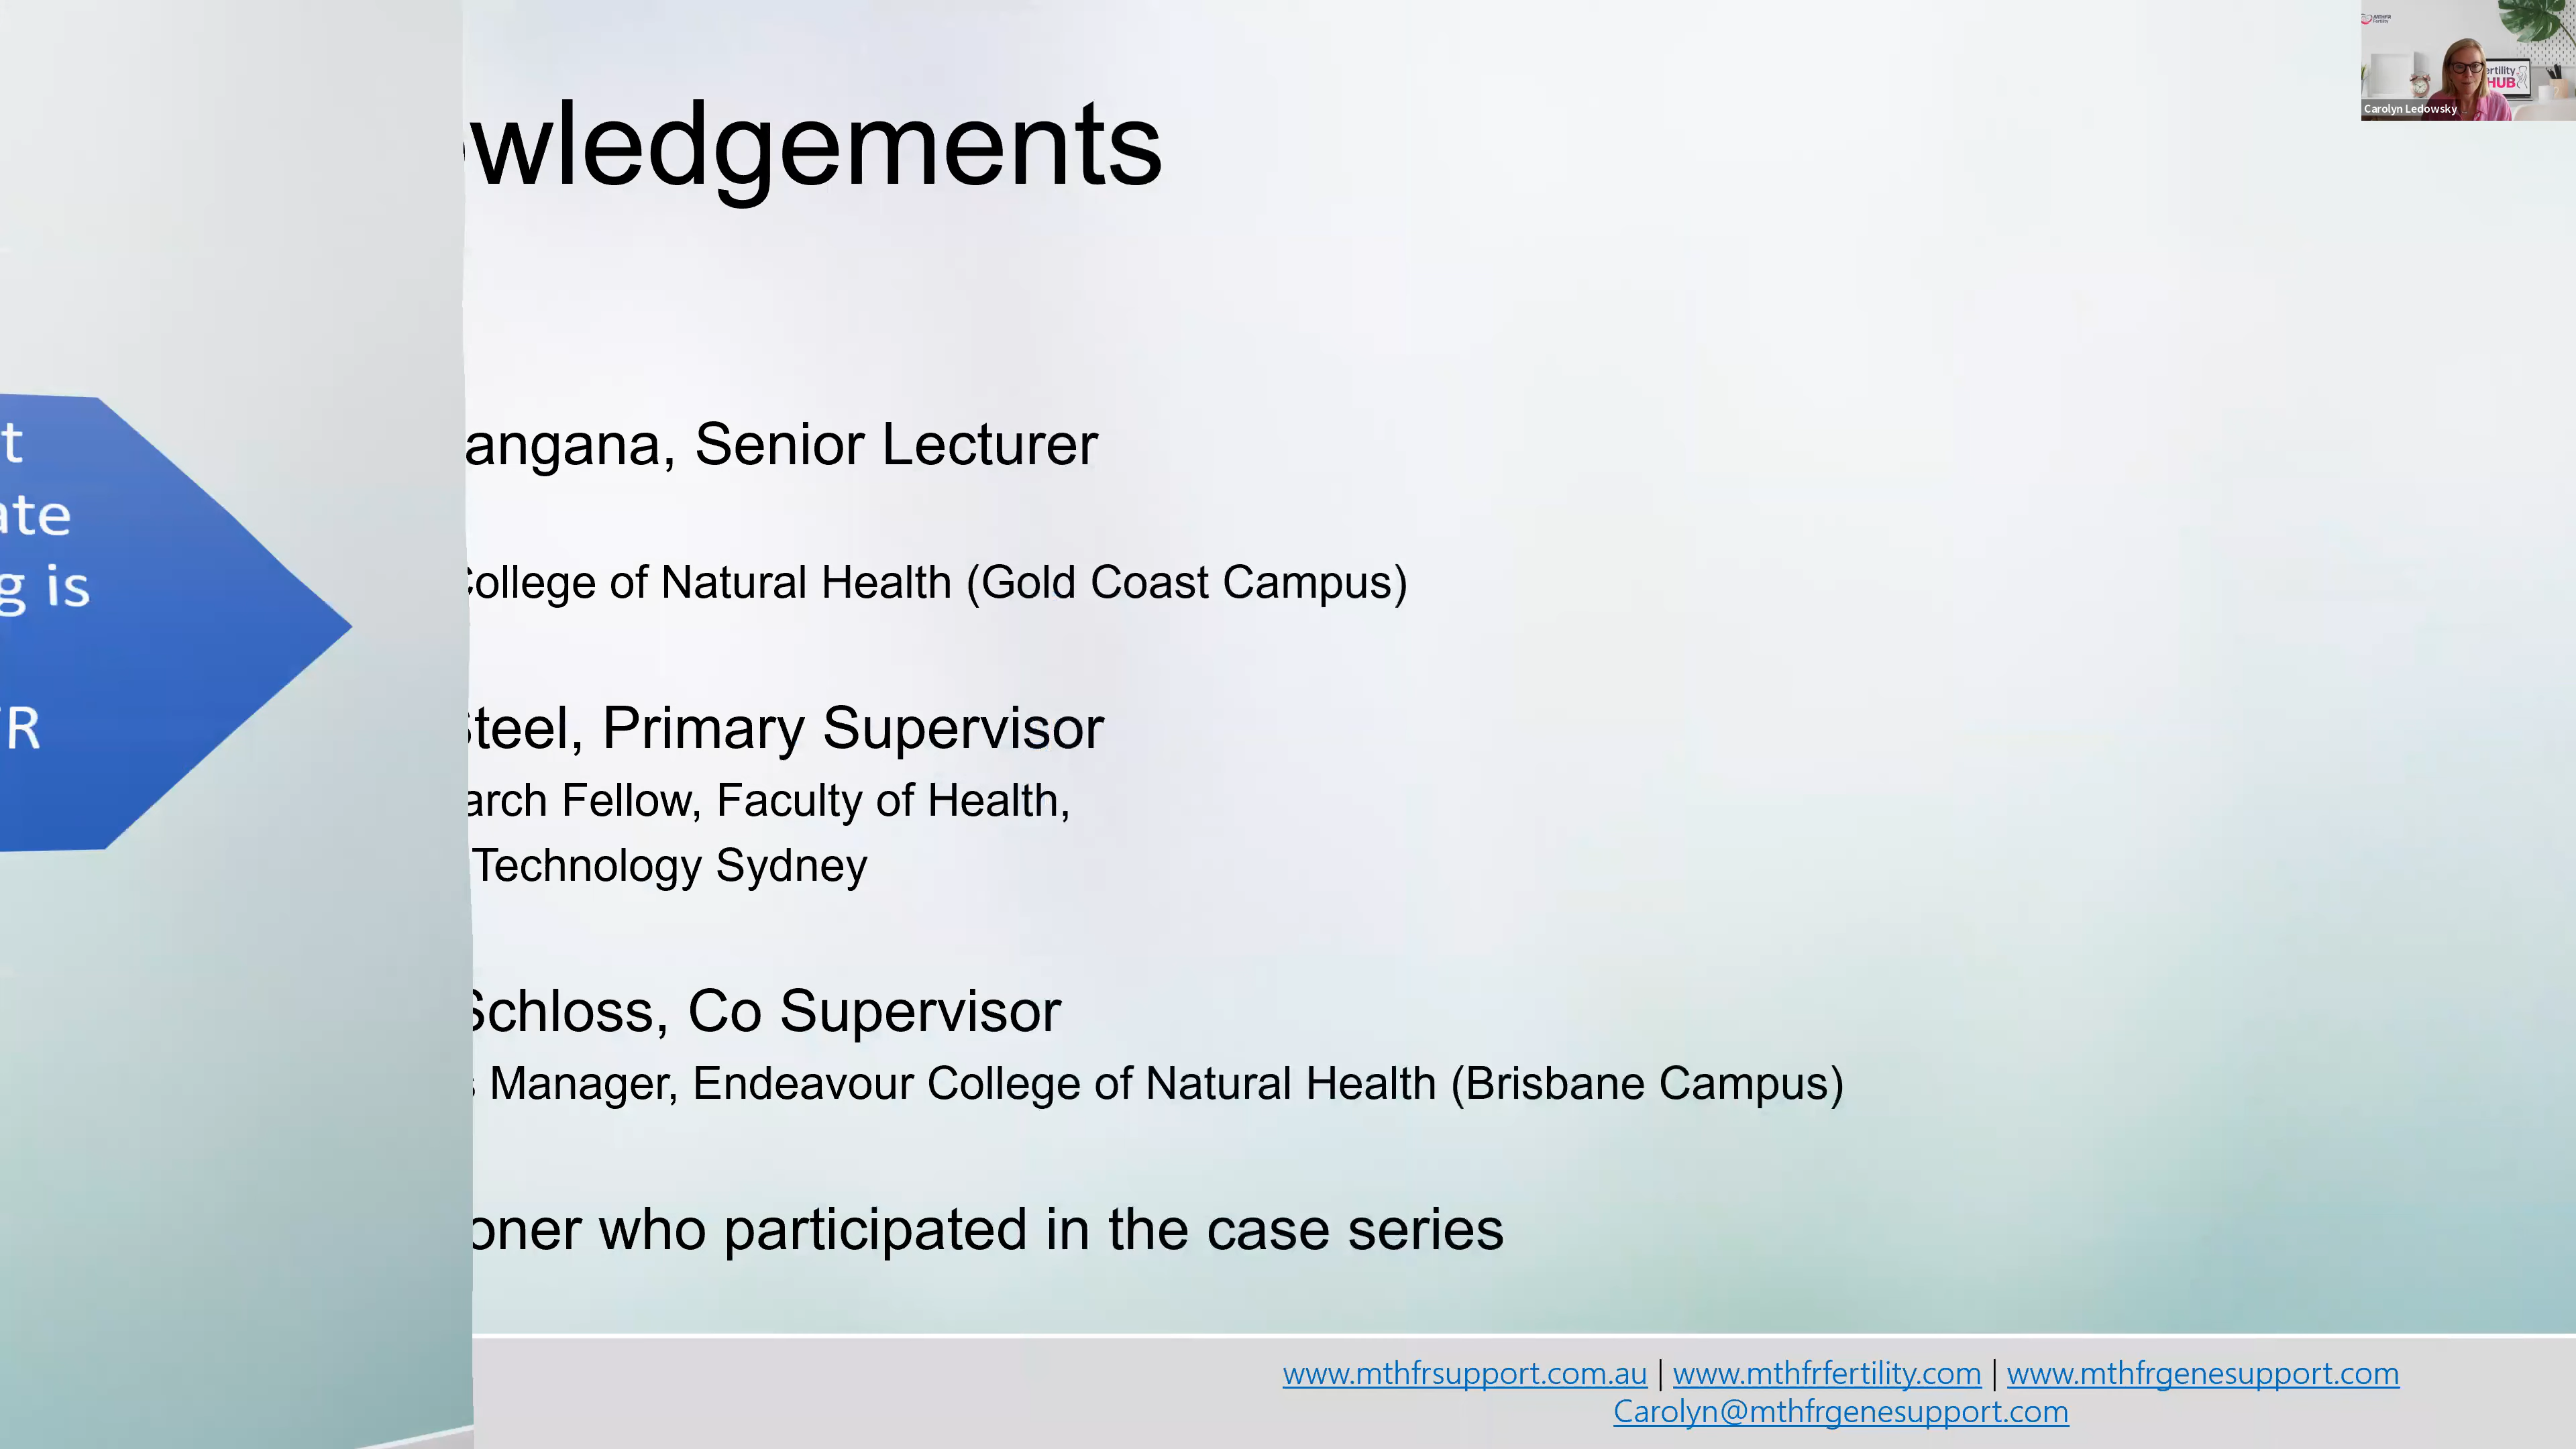 wledgements
angana, Senior Lecturer
College of Natural Health (Gold Coast Campus)
Steel, Primary Supervisor
arch Fellow, Faculty of Health,
Technology Sydney
Schloss, Co Supervisor
Manager, Endeavour College of Natural Health (Brisbane Campus)
oner who participated in the case series
t
ate
g is
R
www.mthfrsupport.com.au | www.mthfrfertility.com | www.mthfrgenesupport.com
Carolyn@mthfrgenesupport.com
ertility
HUB
Carolyn Ledowsky